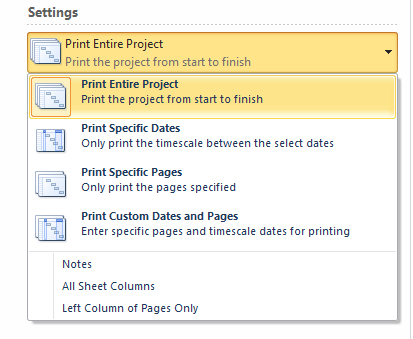 Settings
Print Entire Project
Print the project from start to finish
Print Entire Project
Print the project from start to finish
Print Specific Dates
Only print the timescale between the select dates
Print Specific Pages
Only print the pages specified
Print Custom Dates and Pages
Enter specific pages and timescale dates for printing
Notes
All Sheet Columns
Left Column of Pages Only